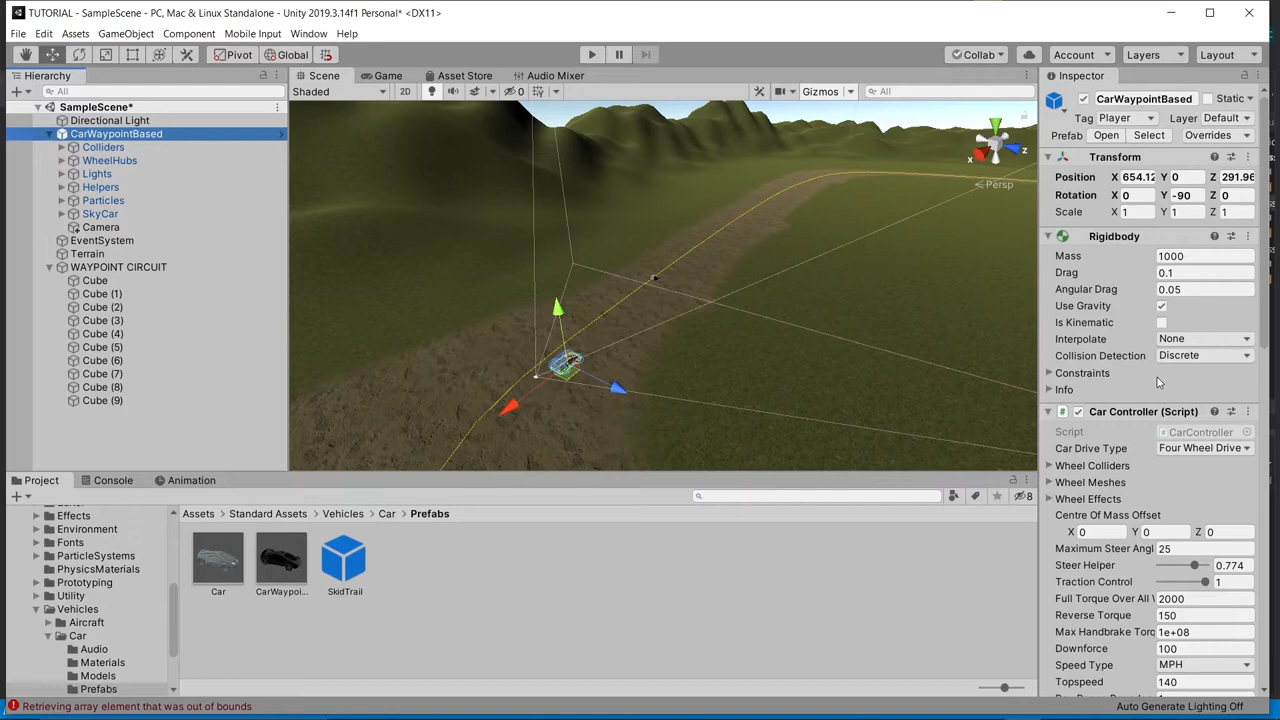 TUTORIAL - SampleScene - PC, Mac & Linux Standalone - Unity 2019.3.14f1 Personal* <DX11>
File Edit Assets GameObject Component Mobile Input Window Help
Pivot Global Collab Account Layers Layout
Hierarchy
All
SampleScene*
Directional Light
CarWaypointBased
Colliders
WheelHubs
Lights
Helpers
Particles
SkyCar
Camera
EventSystem
Terrain
WAYPOINT CIRCUIT
Cube
Cube (1)
Cube (2)
Cube (3)
Cube (4)
Cube (5)
Cube (6)
Cube (7)
Cube (8)
Cube (9)
Scene Game Asset Store Audio Mixer
Shaded 2D 0 Gizmos All
y
x z
Persp
Inspector
CarWaypointBased Static
Tag Player Layer Default
Prefab Open Select Overrides
Transform
Position X 654.12 Y 0 Z 291.96
Rotation X 0 Y -90 Z 0
Scale X 1 Y 1 Z 1
Rigidbody
Mass 1000
Drag 0.1
Angular Drag 0.05
Use Gravity
Is Kinematic
Interpolate None
Collision Detection Discrete
Constraints
Info
Car Controller (Script)
Script CarController
Car Drive Type Four Wheel Drive
Wheel Colliders
Wheel Meshes
Wheel Effects
Centre Of Mass Offset
X 0 Y 0 Z 0
Maximum Steer Angl 25
Steer Helper 0.774
Traction Control 1
Full Torque Over All W 2000
Reverse Torque 150
Max Handbrake Torq 1e+08
Downforce 100
Speed Type MPH
Topspeed 140
Project Console Animation
8
Effects
Environment
Fonts
ParticleSystems
PhysicsMaterials
Prototyping
Utility
Vehicles
Aircraft
Car
Audio
Materials
Models
Prefabs
Assets Standard Assets Vehicles Car Prefabs
Car CarWaypoi... SkidTrail
Retrieving array element that was out of bounds
Auto Generate Lighting Off